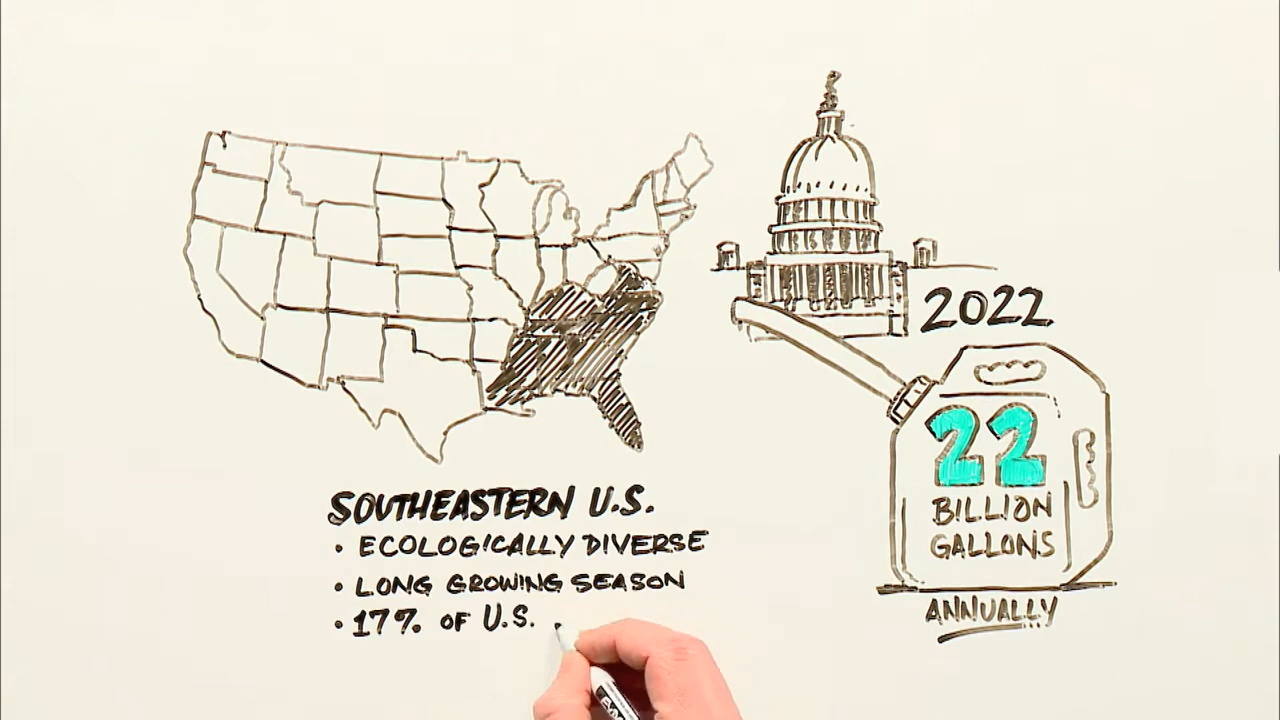 SOUTHEASTERN U.S.
• ECOLOGICALLY DIVERSE
• LONG GROWING SEASON
• 17% OF U.S.
2022
22
BILLION
GALLONS
ANNUALLY